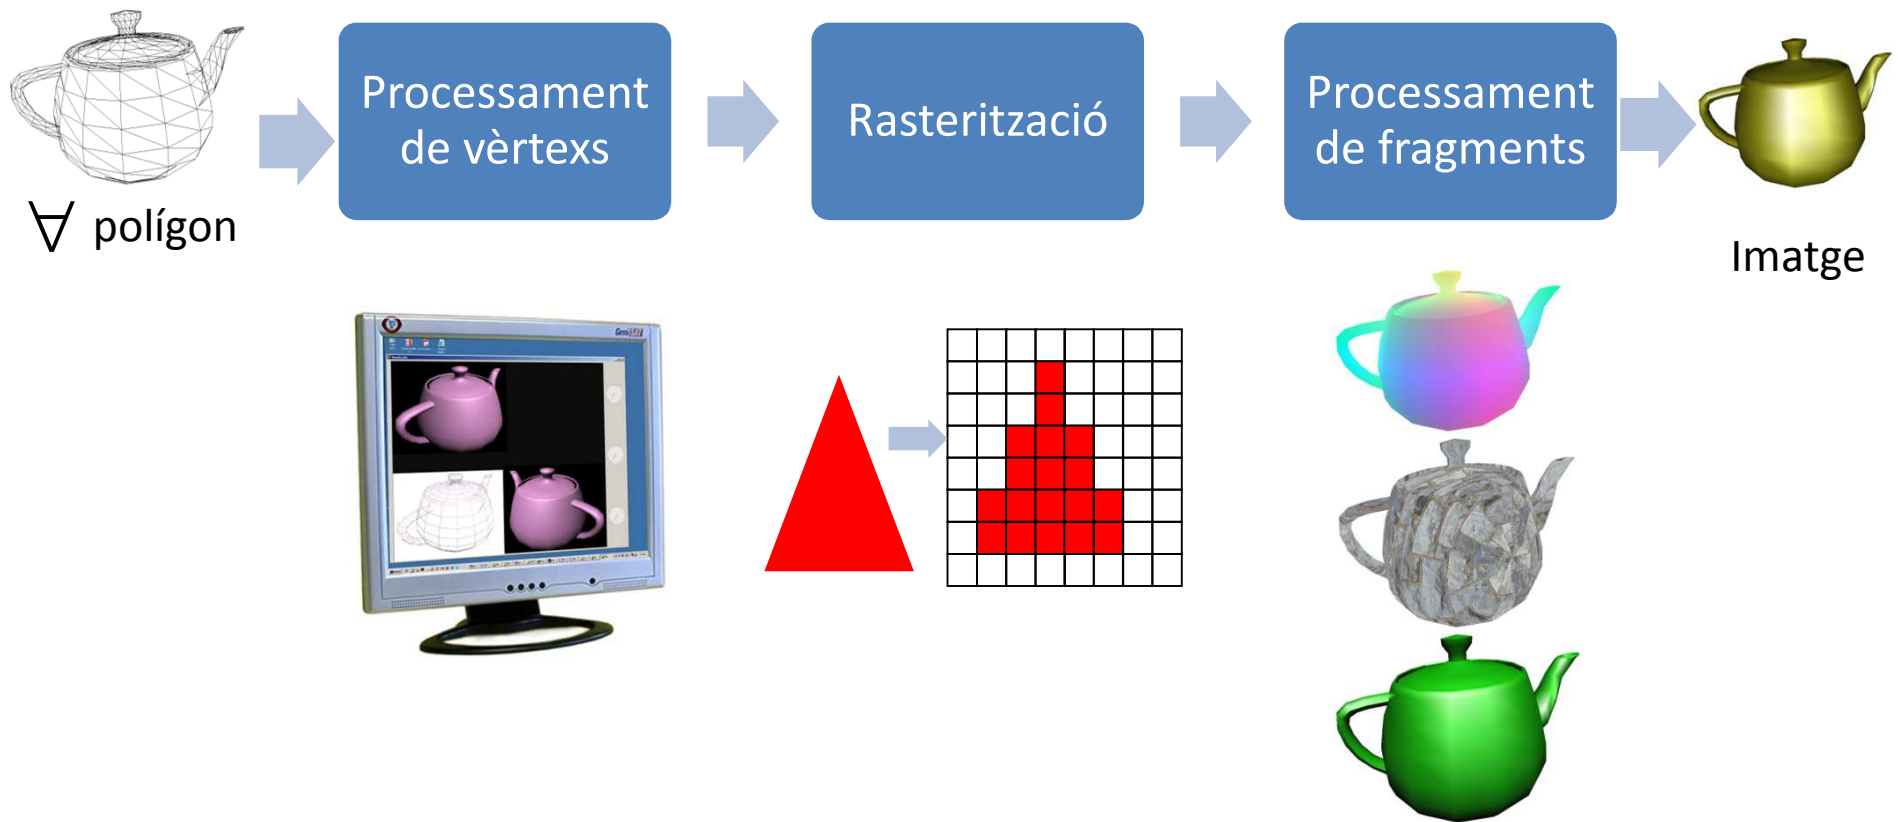 Processament
de vèrtexs
Rasterització
Processament
de fragments
∀ polígon
Imatge